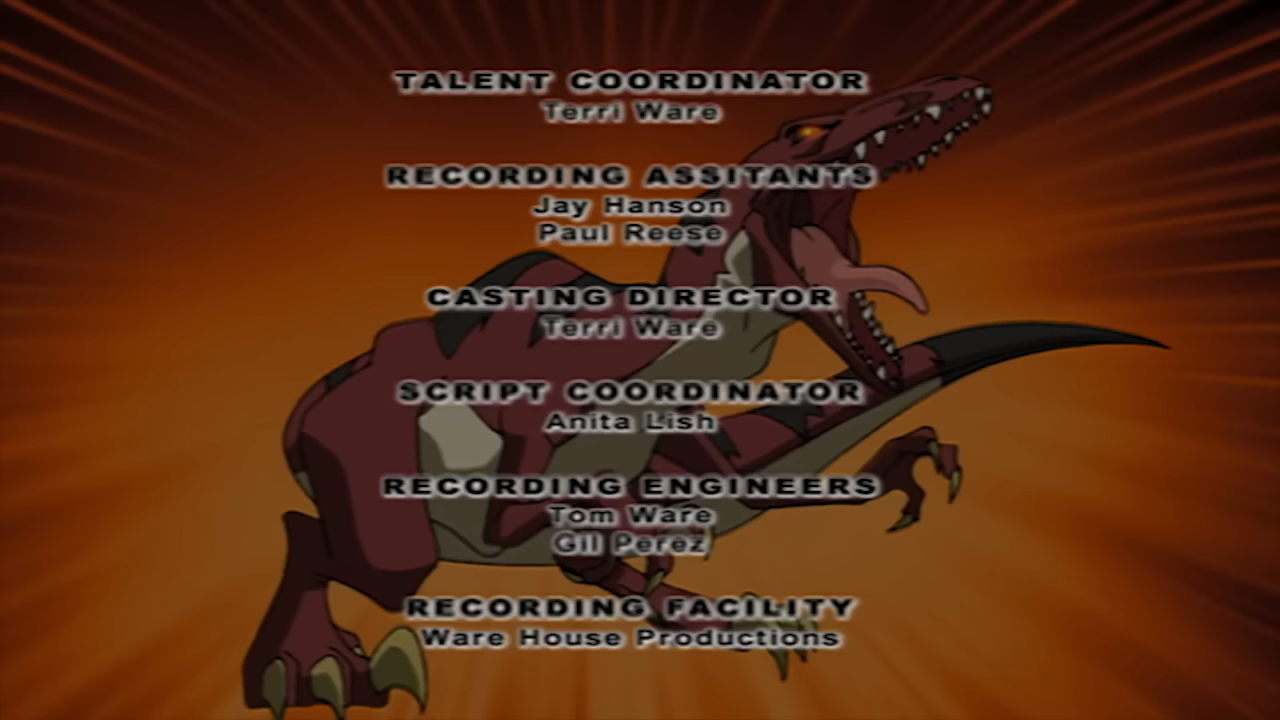 TALENT COORDINATOR
Terri Ware
RECORDING ASSITANTS
Jay Hanson
Paul Reese
CASTING DIRECTOR
Terri Ware
SCRIPT COORDINATOR
Anita Lish
RECORDING ENGINEERS
Tom Ware
Gil Perez
RECORDING FACILITY
Ware House Productions